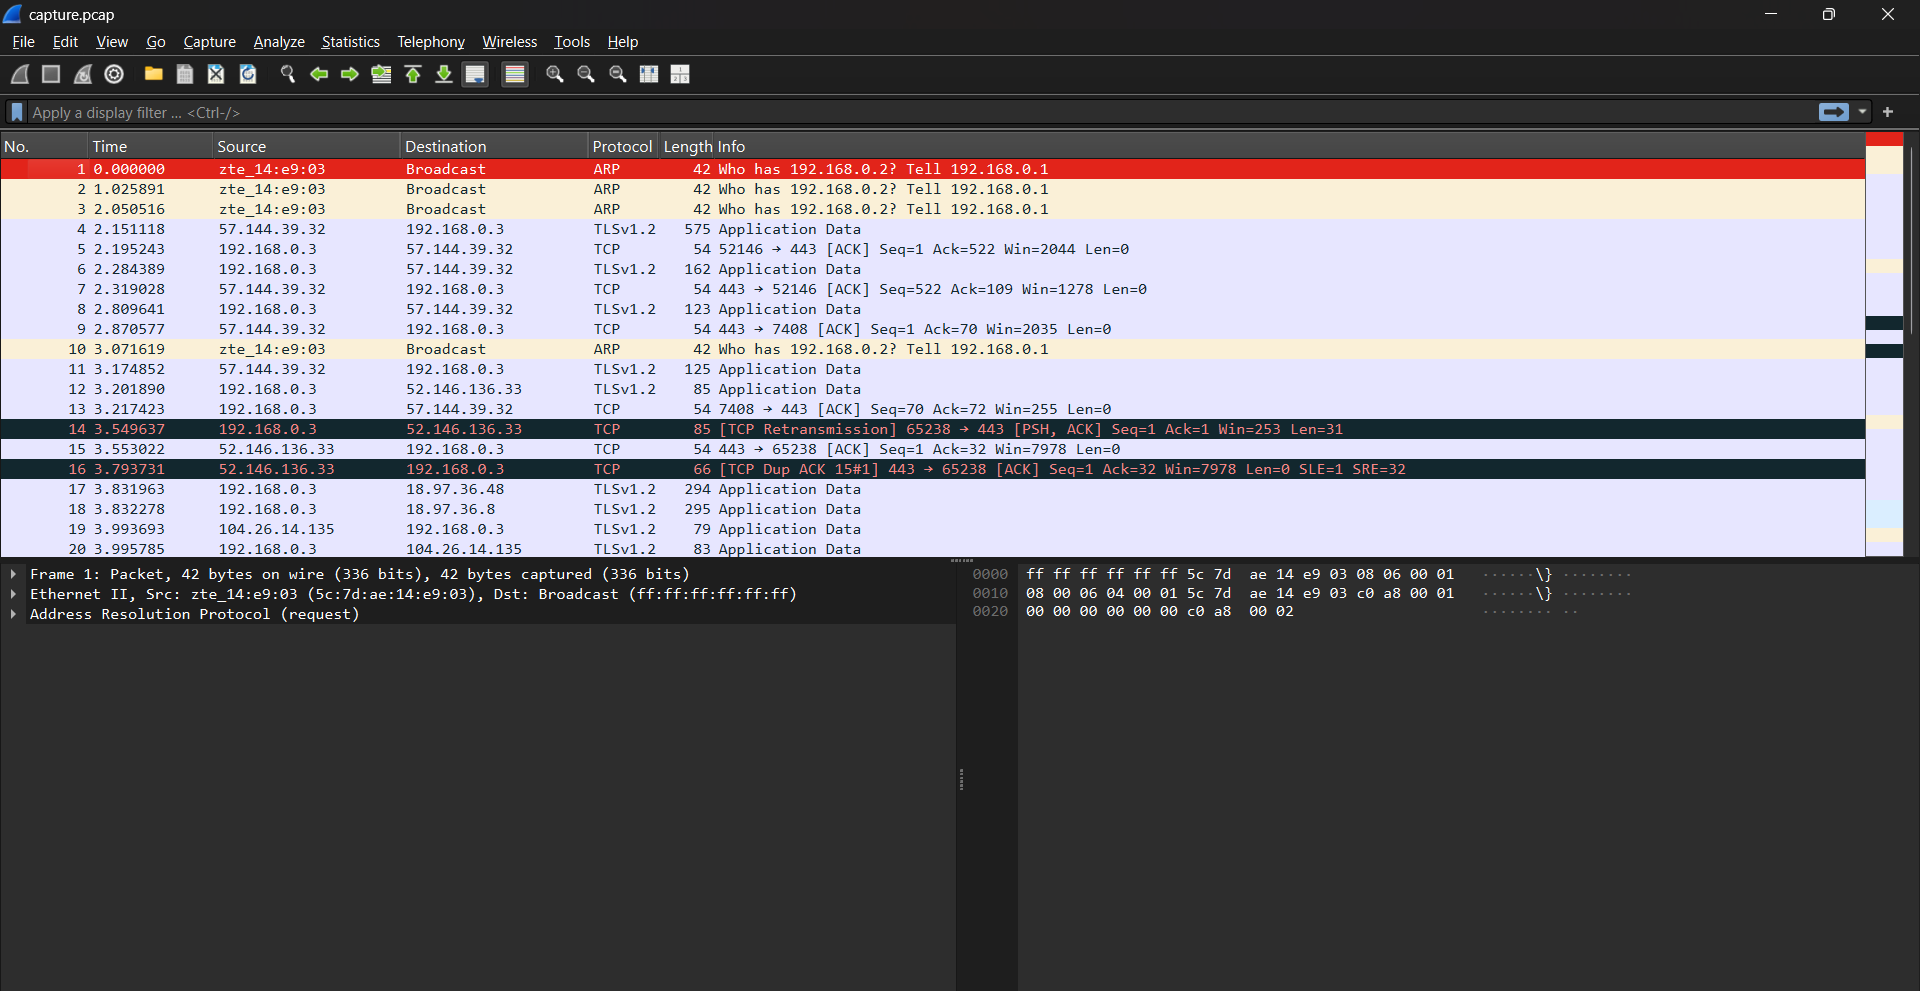 capture.pcap
File Edit View Go Capture Analyze Statistics Telephony Wireless Tools Help
Apply a display filter ... <Ctrl-/>
No. Time Source Destination Protocol Length Info
1 0.000000 zte_14:e9:03 Broadcast ARP 42 Who has 192.168.0.2? Tell 192.168.0.1
2 1.025891 zte_14:e9:03 Broadcast ARP 42 Who has 192.168.0.2? Tell 192.168.0.1
3 2.050516 zte_14:e9:03 Broadcast ARP 42 Who has 192.168.0.2? Tell 192.168.0.1
4 2.151118 57.144.39.32 192.168.0.3 TLSv1.2 575 Application Data
5 2.195243 192.168.0.3 57.144.39.32 TCP 54 52146 → 443 [ACK] Seq=1 Ack=522 Win=2044 Len=0
6 2.284389 192.168.0.3 57.144.39.32 TLSv1.2 162 Application Data
7 2.319028 57.144.39.32 192.168.0.3 TCP 54 443 → 52146 [ACK] Seq=522 Ack=109 Win=1278 Len=0
8 2.809641 192.168.0.3 57.144.39.32 TLSv1.2 123 Application Data
9 2.870577 57.144.39.32 192.168.0.3 TCP 54 443 → 7408 [ACK] Seq=1 Ack=70 Win=2035 Len=0
10 3.071619 zte_14:e9:03 Broadcast ARP 42 Who has 192.168.0.2? Tell 192.168.0.1
11 3.174852 57.144.39.32 192.168.0.3 TLSv1.2 125 Application Data
12 3.201890 192.168.0.3 52.146.136.33 TLSv1.2 85 Application Data
13 3.217423 192.168.0.3 57.144.39.32 TCP 54 7408 → 443 [ACK] Seq=70 Ack=72 Win=255 Len=0
14 3.549637 192.168.0.3 52.146.136.33 TCP 85 [TCP Retransmission] 65238 → 443 [PSH, ACK] Seq=1 Ack=1 Win=253 Len=31
15 3.553022 52.146.136.33 192.168.0.3 TCP 54 443 → 65238 [ACK] Seq=1 Ack=32 Win=7978 Len=0
16 3.793731 52.146.136.33 192.168.0.3 TCP 66 [TCP Dup ACK 15#1] 443 → 65238 [ACK] Seq=1 Ack=32 Win=7978 Len=0 SLE=1 SRE=32
17 3.831963 192.168.0.3 18.97.36.48 TLSv1.2 294 Application Data
18 3.832278 192.168.0.3 18.97.36.8 TLSv1.2 295 Application Data
19 3.993693 104.26.14.135 192.168.0.3 TLSv1.2 79 Application Data
20 3.995785 192.168.0.3 104.26.14.135 TLSv1.2 83 Application Data
Frame 1: Packet, 42 bytes on wire (336 bits), 42 bytes captured (336 bits)
Ethernet II, Src: zte_14:e9:03 (5c:7d:ae:14:e9:03), Dst: Broadcast (ff:ff:ff:ff:ff:ff)
Address Resolution Protocol (request)
0000 ff ff ff ff ff ff 5c 7d ae 14 e9 03 08 06 00 01 ······\} ········
0010 08 00 06 04 00 01 5c 7d ae 14 e9 03 c0 a8 00 01 ······\} ········
0020 00 00 00 00 00 00 c0 a8 00 02 ········ ··